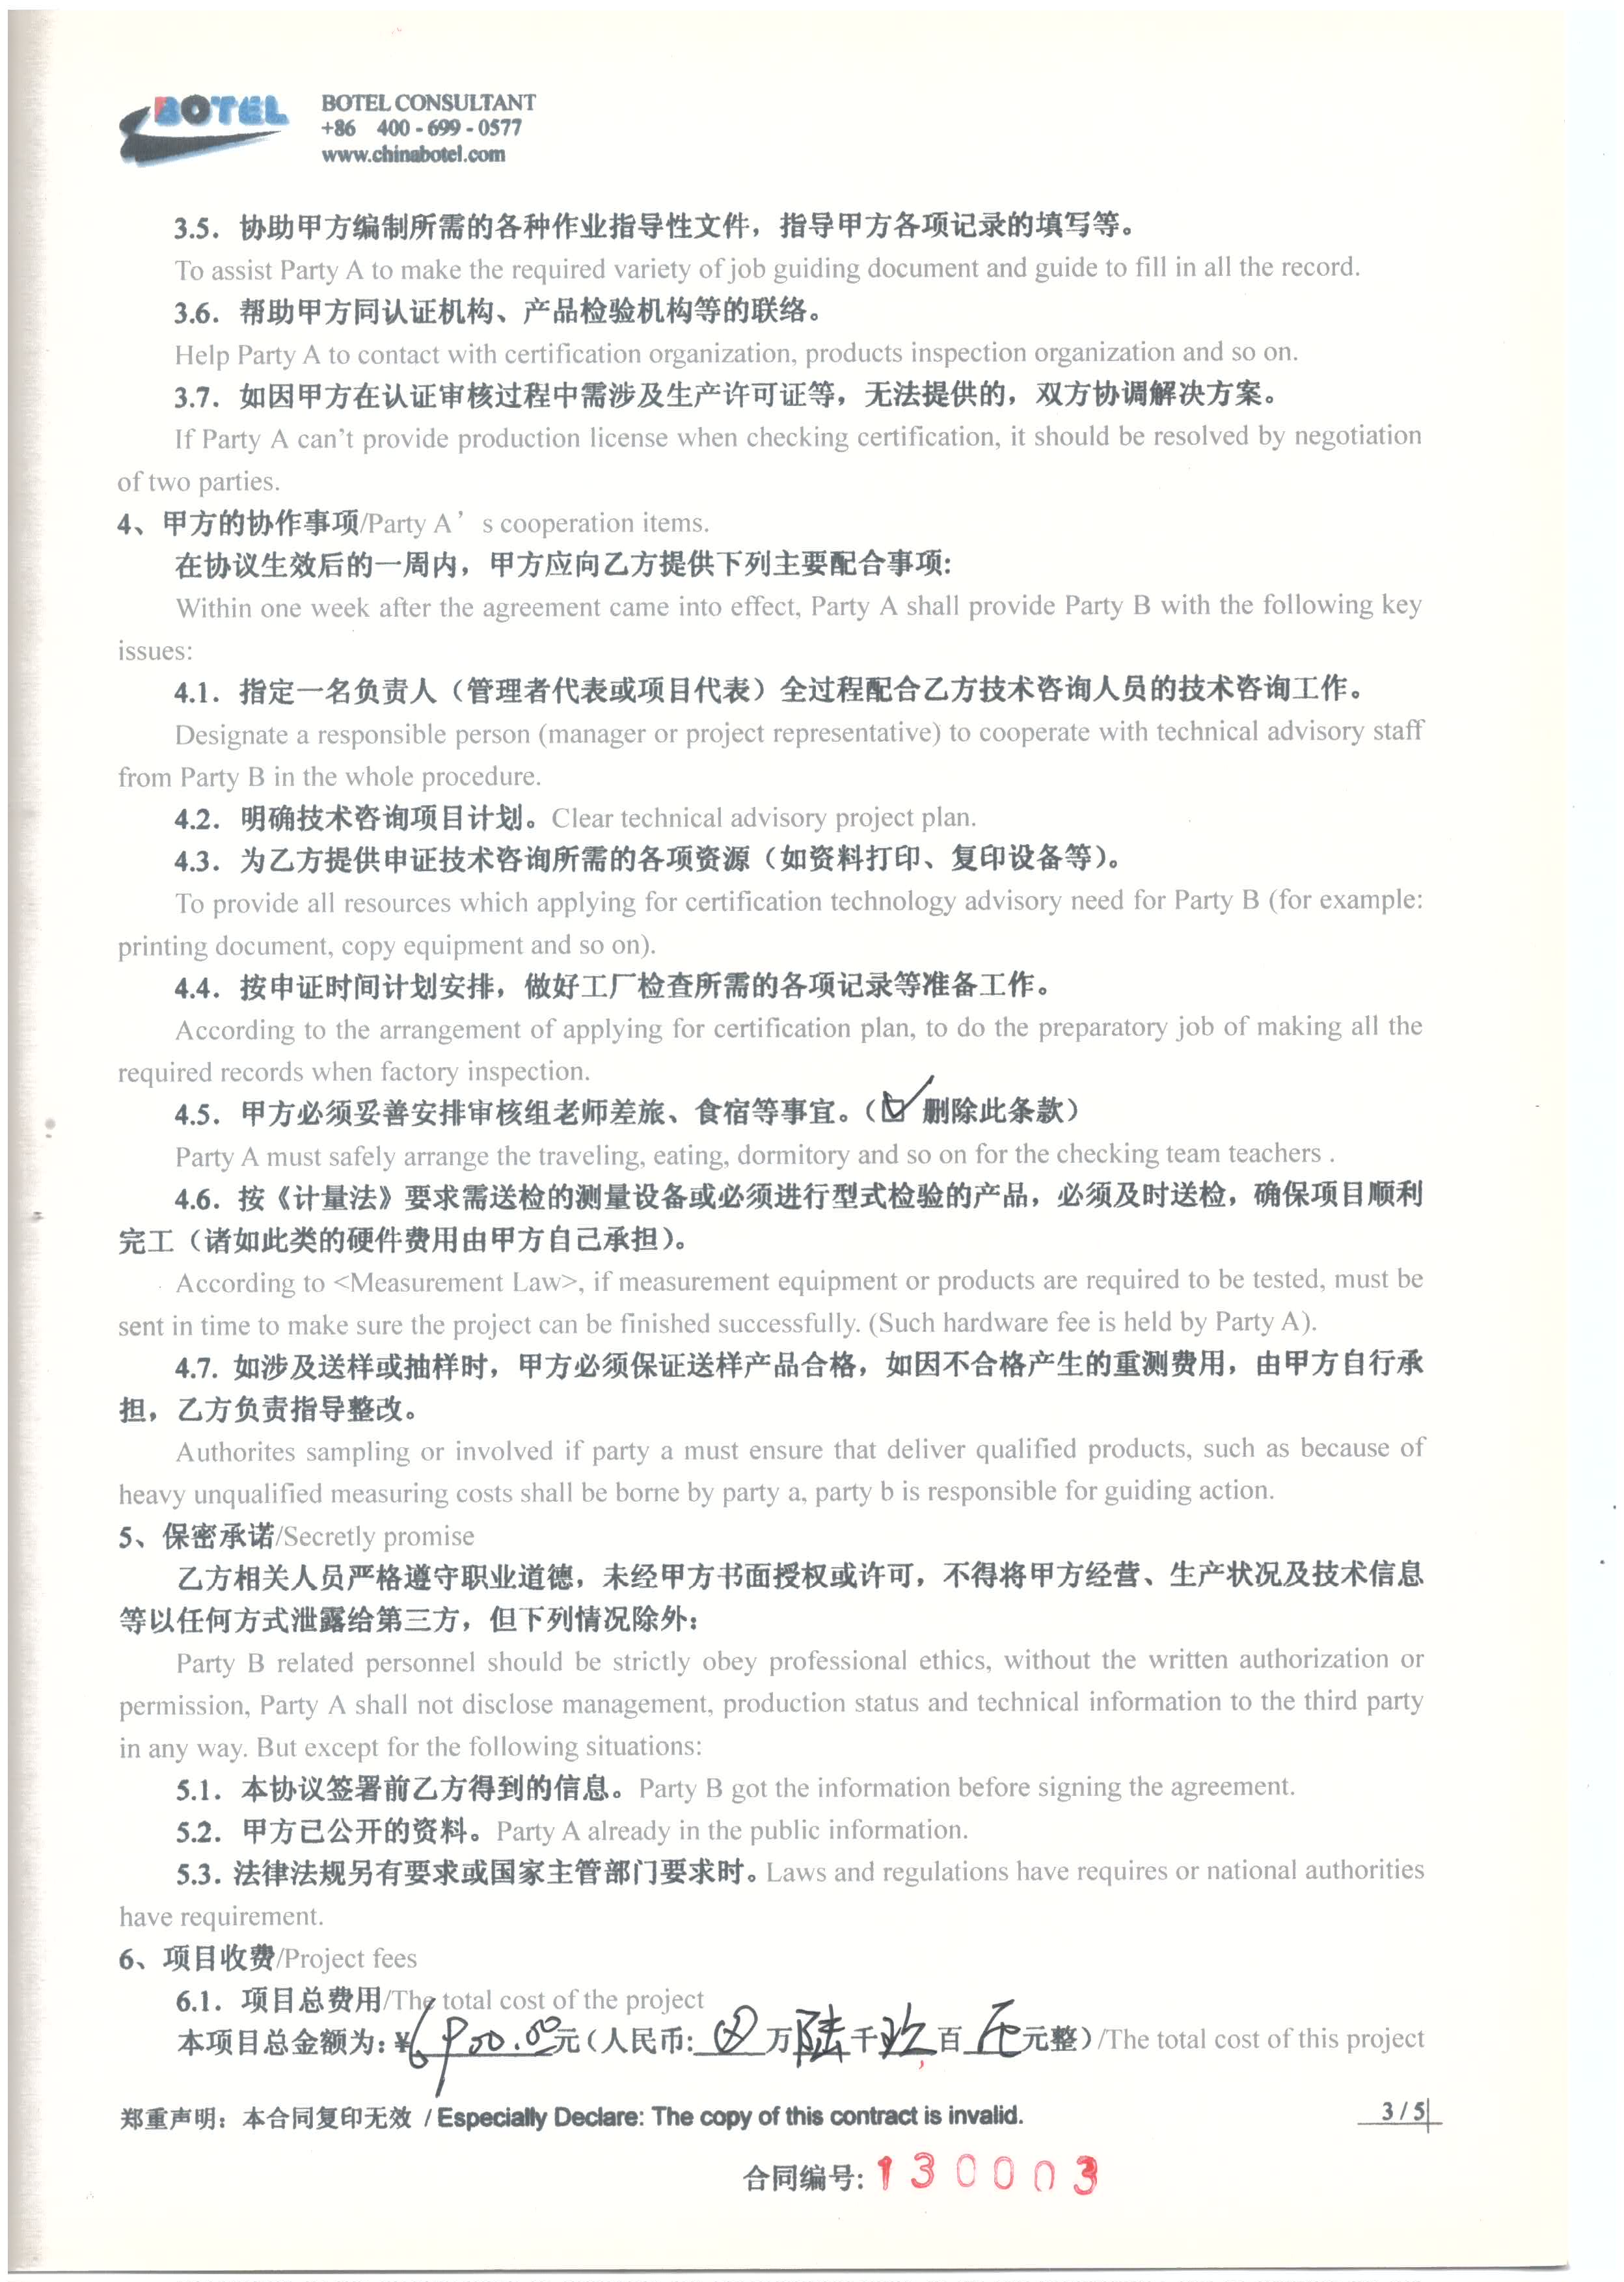 BOTEL
BOTEL CONSULTANT
+86 400-699-0577
www.chinabotel.com
3.5. 协助甲方编制所需的各种作业指导性文件，指导甲方各项记录的填写等。
To assist Party A to make the required variety of job guiding document and guide to fill in all the record.
3.6. 帮助甲方同认证机构、产品检验机构等的联络。
Help Party A to contact with certification organization, products inspection organization and so on.
3.7. 如因甲方在认证审核过程中需涉及生产许可证等，无法提供的，双方协调解决方案。
If Party A can't provide production license when checking certification, it should be resolved by negotiation
of two parties.
4、甲方的协作事项/Party A’s cooperation items.
在协议生效后的一周内，甲方应向乙方提供下列主要配合事项:
Within one week after the agreement came into effect, Party A shall provide Party B with the following key
issues:
4.1. 指定一名负责人（管理者代表或项目代表）全过程配合乙方技术咨询人员的技术咨询工作。
Designate a responsible person (manager or project representative) to cooperate with technical advisory staff
from Party B in the whole procedure.
4.2. 明确技术咨询项目计划。Clear technical advisory project plan.
4.3. 为乙方提供申证技术咨询所需的各项资源（如资料打印、复印设备等）。
To provide all resources which applying for certification technology advisory need for Party B (for example:
printing document, copy equipment and so on).
4.4. 按申证时间计划安排，做好工厂检查所需的各项记录等准备工作。
According to the arrangement of applying for certification plan, to do the preparatory job of making all the
required records when factory inspection.
4.5. 甲方必须妥善安排审核组老师差旅、食宿等事宜。（☑ 删除此条款）
Party A must safely arrange the traveling, eating, dormitory and so on for the checking team teachers .
4.6. 按《计量法》要求需送检的测量设备或必须进行型式检验的产品，必须及时送检，确保项目顺利
完工（诸如此类的硬件费用由甲方自己承担）。
According to <Measurement Law>, if measurement equipment or products are required to be tested, must be
sent in time to make sure the project can be finished successfully. (Such hardware fee is held by Party A).
4.7. 如涉及送样或抽样时，甲方必须保证送样产品合格，如因不合格产生的重测费用，由甲方自行承
担，乙方负责指导整改。
Authorites sampling or involved if party a must ensure that deliver qualified products, such as because of
heavy unqualified measuring costs shall be borne by party a, party b is responsible for guiding action.
5、保密承诺/Secretly promise
乙方相关人员严格遵守职业道德，未经甲方书面授权或许可，不得将甲方经营、生产状况及技术信息
等以任何方式泄露给第三方，但下列情况除外：
Party B related personnel should be strictly obey professional ethics, without the written authorization or
permission, Party A shall not disclose management, production status and technical information to the third party
in any way. But except for the following situations:
5.1. 本协议签署前乙方得到的信息。Party B got the information before signing the agreement.
5.2. 甲方已公开的资料。Party A already in the public information.
5.3. 法律法规另有要求或国家主管部门要求时。Laws and regulations have requires or national authorities
have requirement.
6、项目收费/Project fees
6.1. 项目总费用/The total cost of the project
本项目总金额为: ¥6900.00元（人民币: ⊗万陆千玖百 元整）/The total cost of this project
郑重声明：本合同复印无效 / Especially Declare: The copy of this contract is invalid.
3 / 5
合同编号: 130003